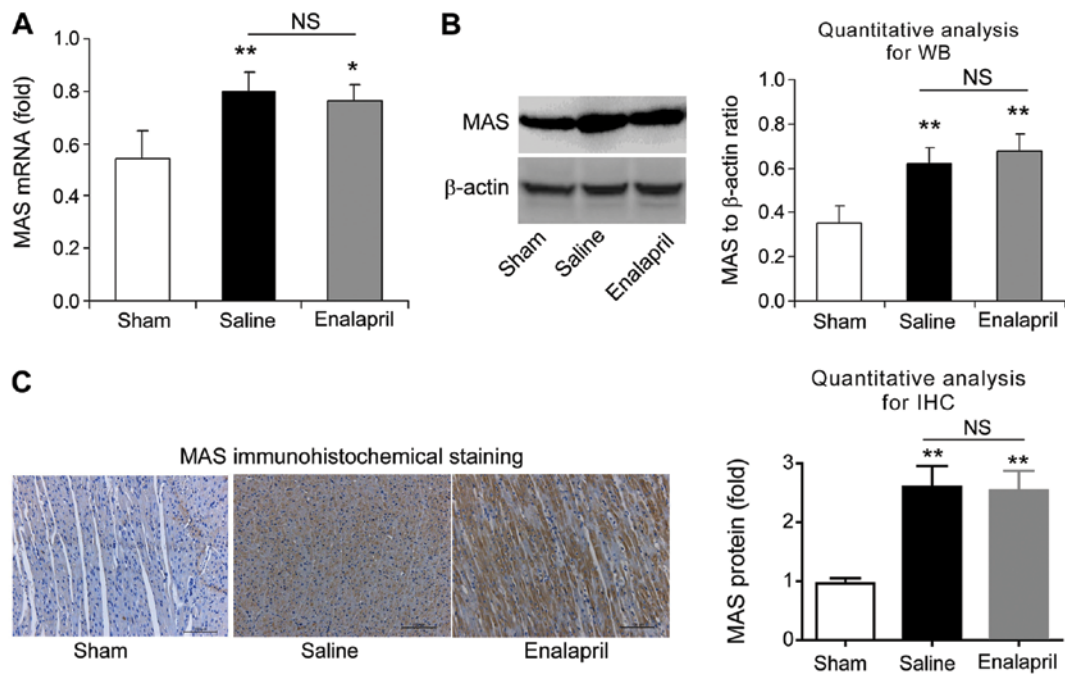 A
NS
**
*
MAS mRNA (fold)
1.0
0.8
0.6
0.4
0.2
0.0
Sham
Saline
Enalapril
B
MAS
β-actin
Sham
Saline
Enalapril
Quantitative analysis
for WB
NS
**
**
MAS to β-actin ratio
1.0
0.8
0.6
0.4
0.2
0.0
Sham
Saline
Enalapril
C
MAS immunohistochemical staining
Sham
Saline
Enalapril
Quantitative analysis
for IHC
NS
**
**
MAS protein (fold)
3
2
1
0
Sham
Saline
Enalapril